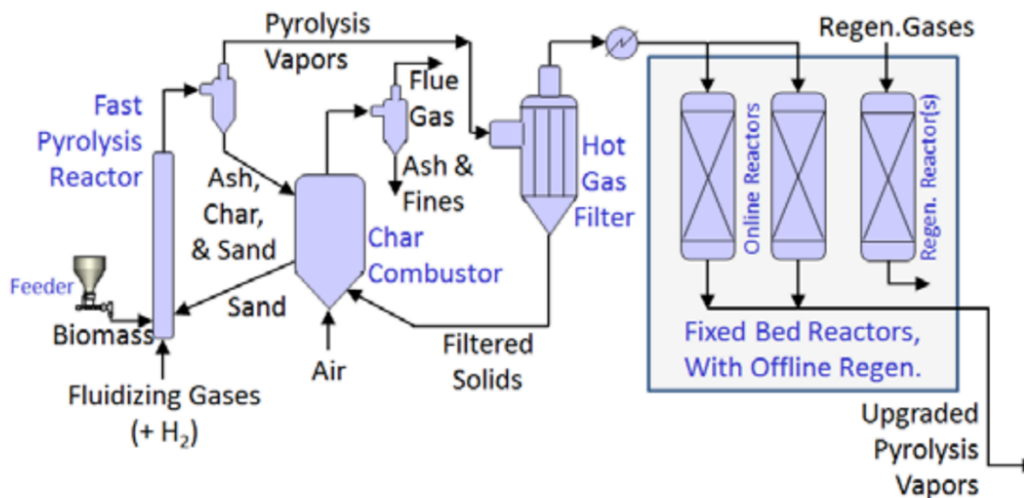 Pyrolysis
Vapors
Regen.Gases
Fast
Pyrolysis
Reactor
Flue
Gas
Ash &
Fines
Ash,
Char,
& Sand
Hot
Gas
Filter
Online Reactors
Regen. Reactor(s)
Char
Combustor
Feeder
Sand
Biomass
Air
Filtered
Solids
Fixed Bed Reactors,
With Offline Regen.
Fluidizing Gases
(+ H₂)
Upgraded
Pyrolysis
Vapors